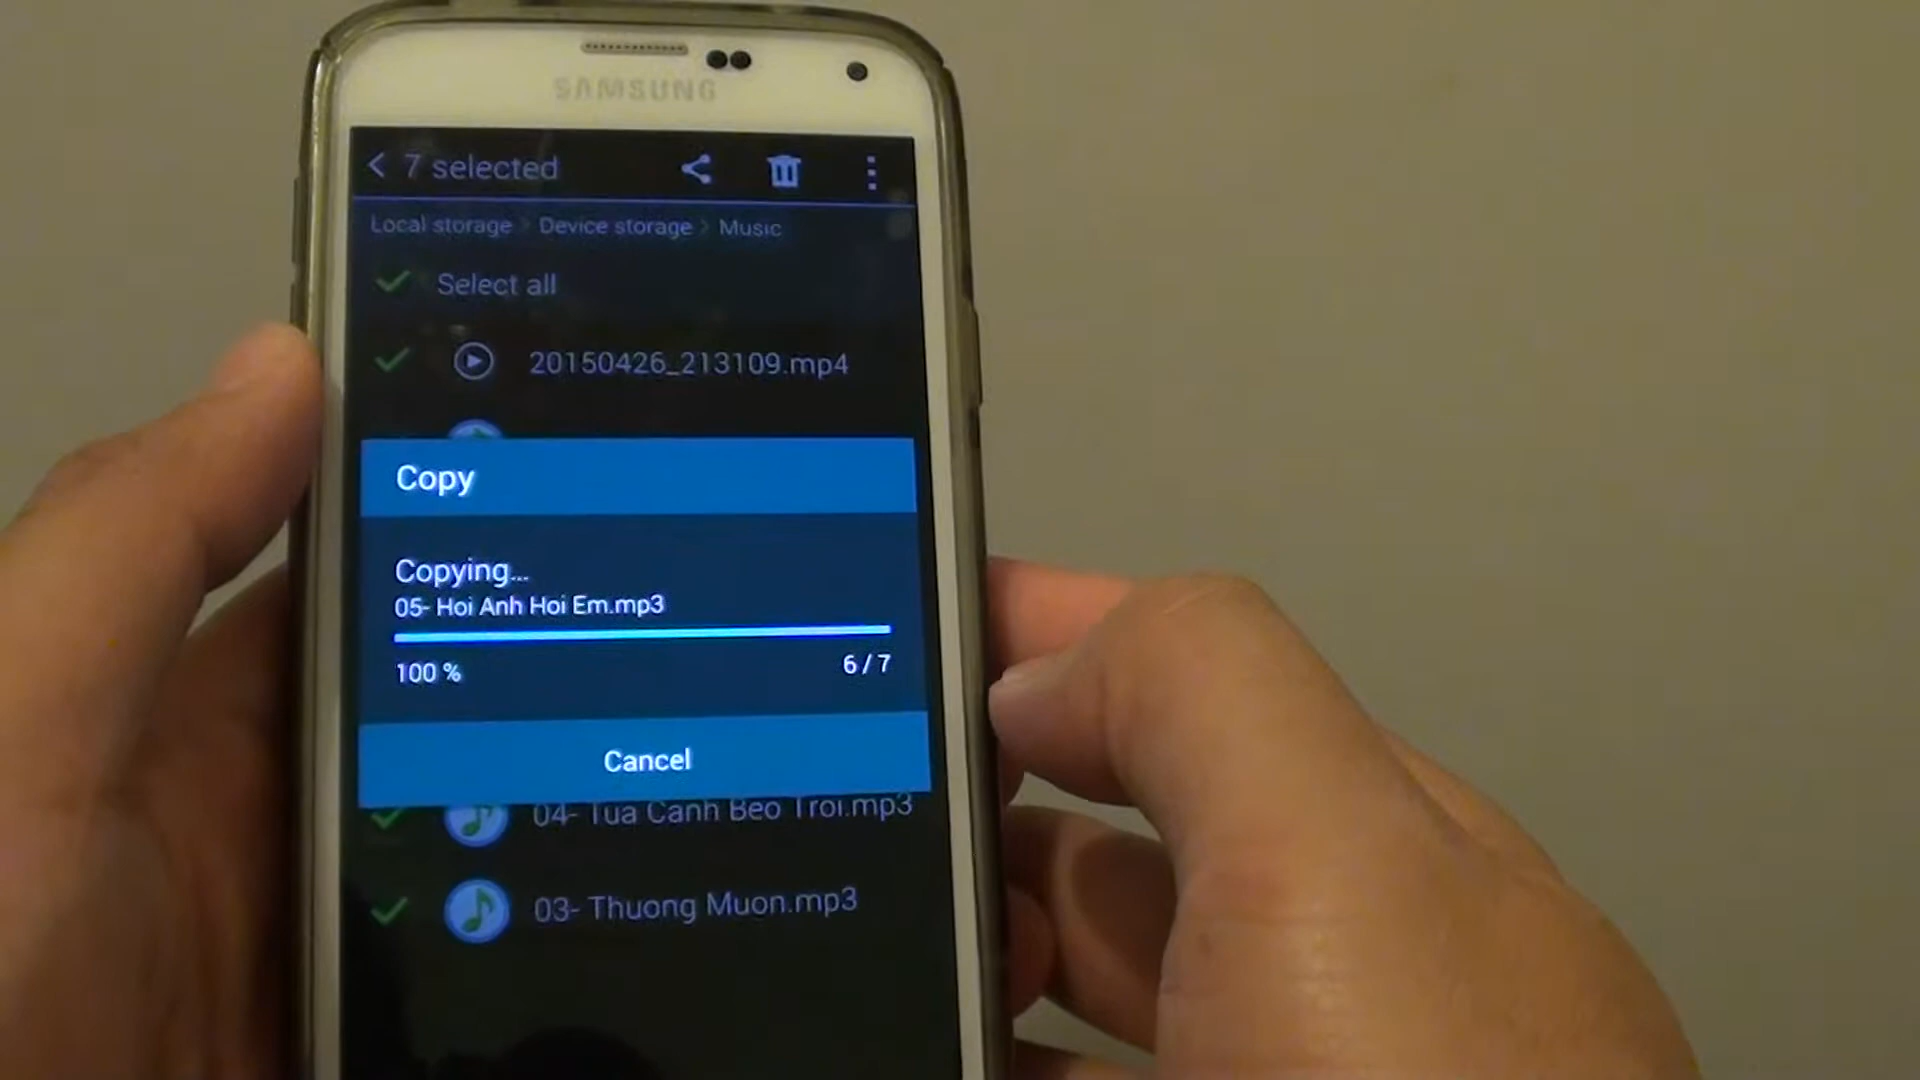 SAMSUNG
7 selected
Local storage > Device storage > Music
Select all
20150426_213109.mp4
Copy
Copying...
05- Hoi Anh Hoi Em.mp3
100 %
6 / 7
Cancel
04- Tua Canh Beo Troi.mp3
03- Thuong Muon.mp3